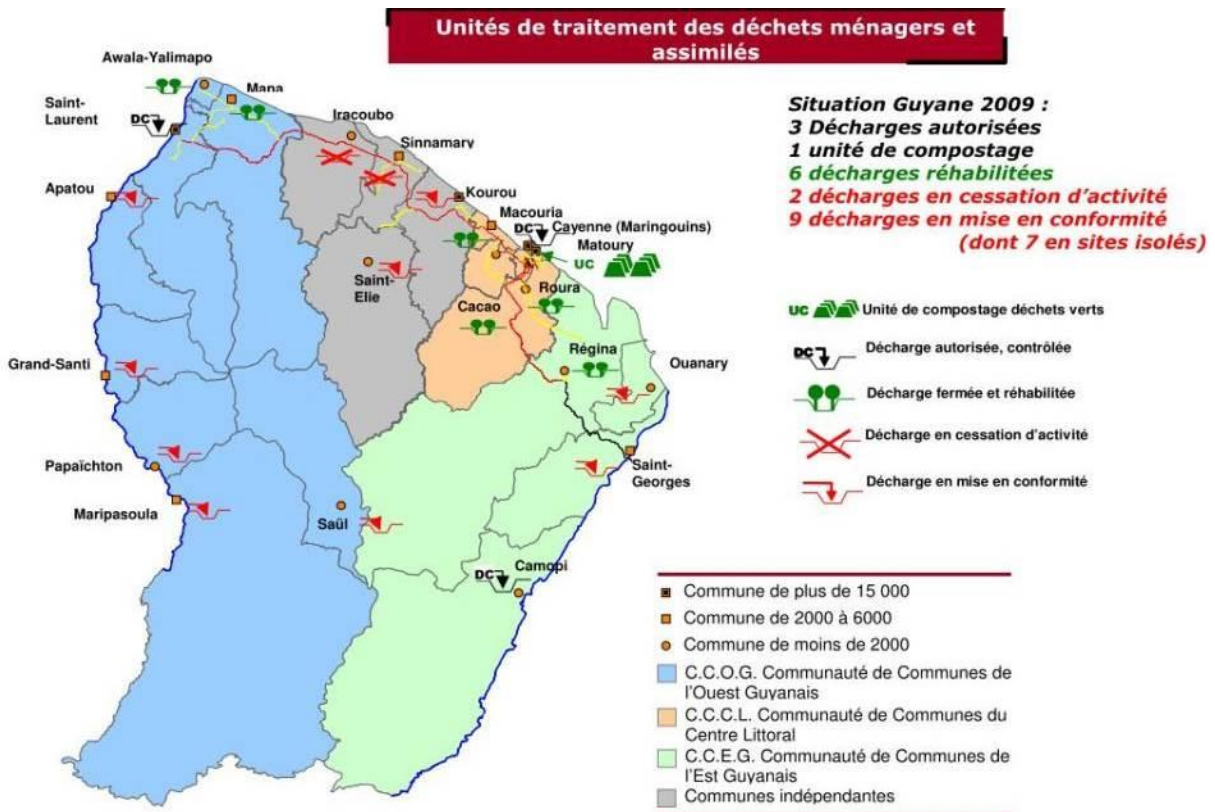 Unités de traitement des déchets ménagers et
assimilés
Awala-Yalimapo
Mana
Saint-
Laurent
DC
Iracoubo
Sinnamary
Apatou
Kourou
Macouria
DC
Cayenne (Maringouins)
Matoury
UC
Saint-
Elie
Roura
Cacao
Régina
Ouanary
Grand-Santi
Papaïchton
Saint-
Georges
Maripasoula
Saül
DC
Camopi
Situation Guyane 2009 :
3 Décharges autorisées
1 unité de compostage
6 décharges réhabilitées
2 décharges en cessation d'activité
9 décharges en mise en conformité
(dont 7 en sites isolés)
UC Unité de compostage déchets verts
DC Décharge autorisée, contrôlée
Décharge fermée et réhabilitée
Décharge en cessation d'activité
Décharge en mise en conformité
Commune de plus de 15 000
Commune de 2000 à 6000
Commune de moins de 2000
C.C.O.G. Communauté de Communes de
l'Ouest Guyanais
C.C.C.L. Communauté de Communes du
Centre Littoral
C.C.E.G. Communauté de Communes de
l'Est Guyanais
Communes indépendantes